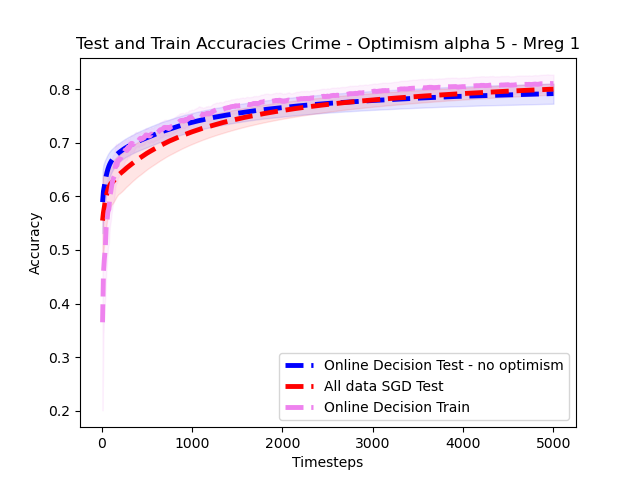 Test and Train Accuracies Crime - Optimism alpha 5 - Mreg 1
Accuracy
0.8
0.7
0.6
0.5
0.4
0.3
0.2
Online Decision Test - no optimism
All data SGD Test
Online Decision Train
0 1000 2000 3000 4000 5000
Timesteps